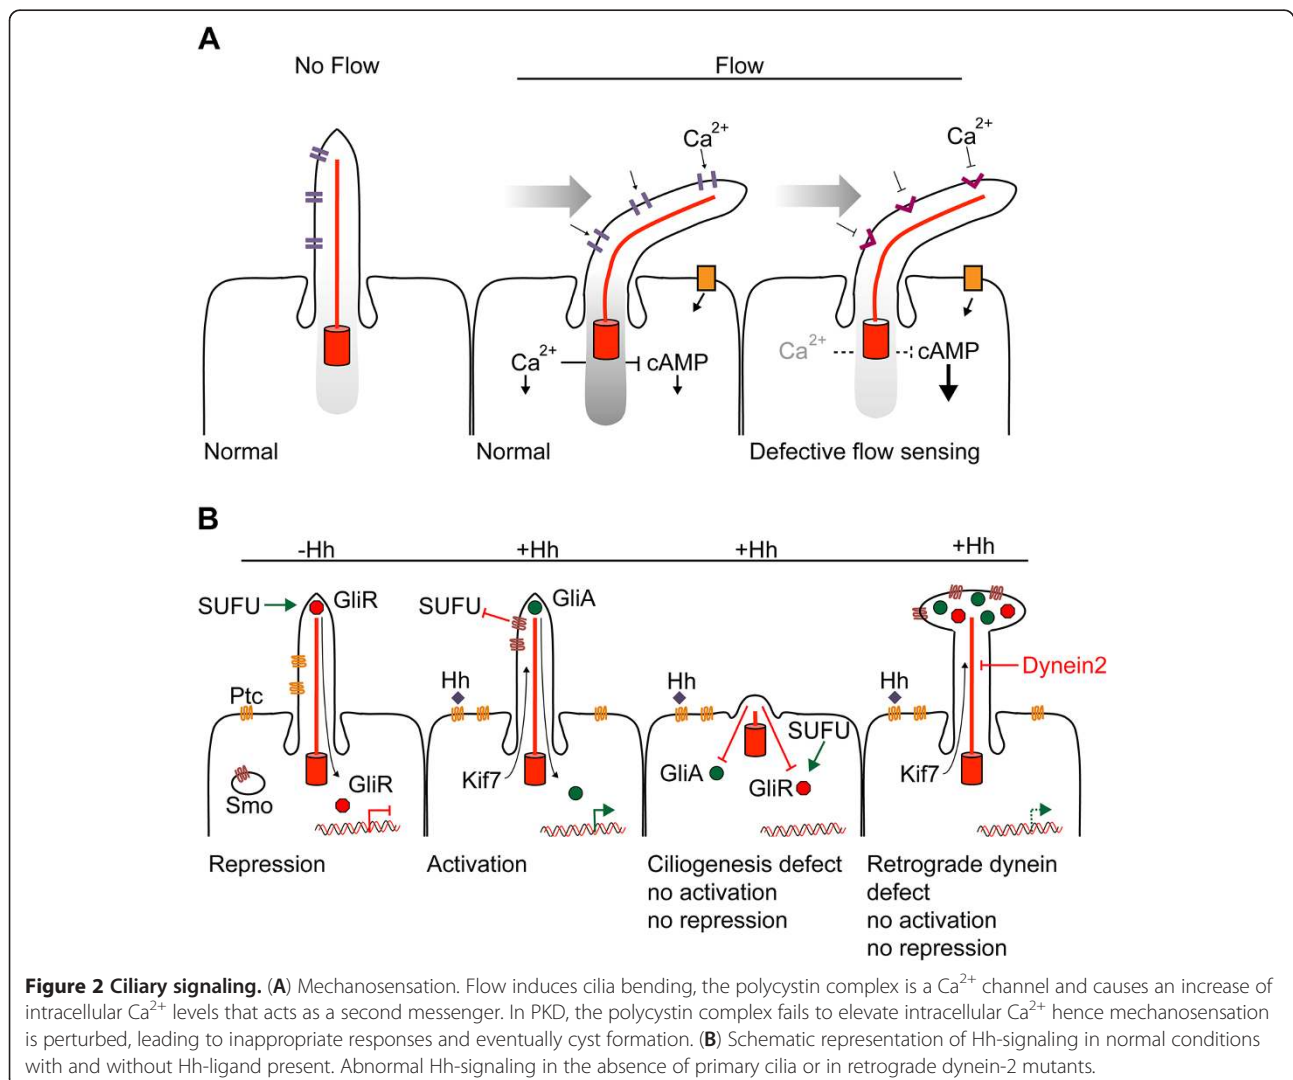 A
No Flow
Flow
Ca2+
Ca2+
Ca2+
cAMP
Ca2+
cAMP
Normal
Normal
Defective flow sensing
B
-Hh
+Hh
+Hh
+Hh
SUFU
GliR
SUFU
GliA
Dynein2
Ptc
Hh
Hh
Hh
SUFU
GliA
GliR
Smo
GliR
Kif7
Kif7
Repression
Activation
Ciliogenesis defect
no activation
no repression
Retrograde dynein
defect
no activation
no repression
Figure 2 Ciliary signaling. (A) Mechanosensation. Flow induces cilia bending, the polycystin complex is a Ca2+ channel and causes an increase of
intracellular Ca2+ levels that acts as a second messenger. In PKD, the polycystin complex fails to elevate intracellular Ca2+ hence mechanosensation
is perturbed, leading to inappropriate responses and eventually cyst formation. (B) Schematic representation of Hh-signaling in normal conditions
with and without Hh-ligand present. Abnormal Hh-signaling in the absence of primary cilia or in retrograde dynein-2 mutants.